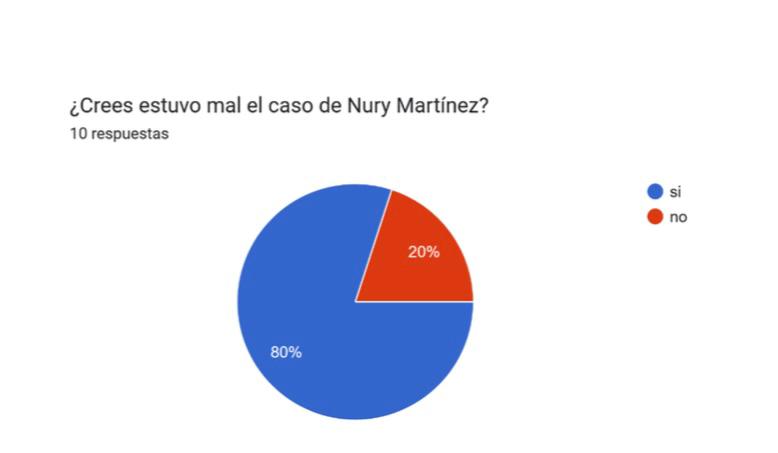 ¿Crees estuvo mal el caso de Nury Martínez?
10 respuestas
si
no
20%
80%